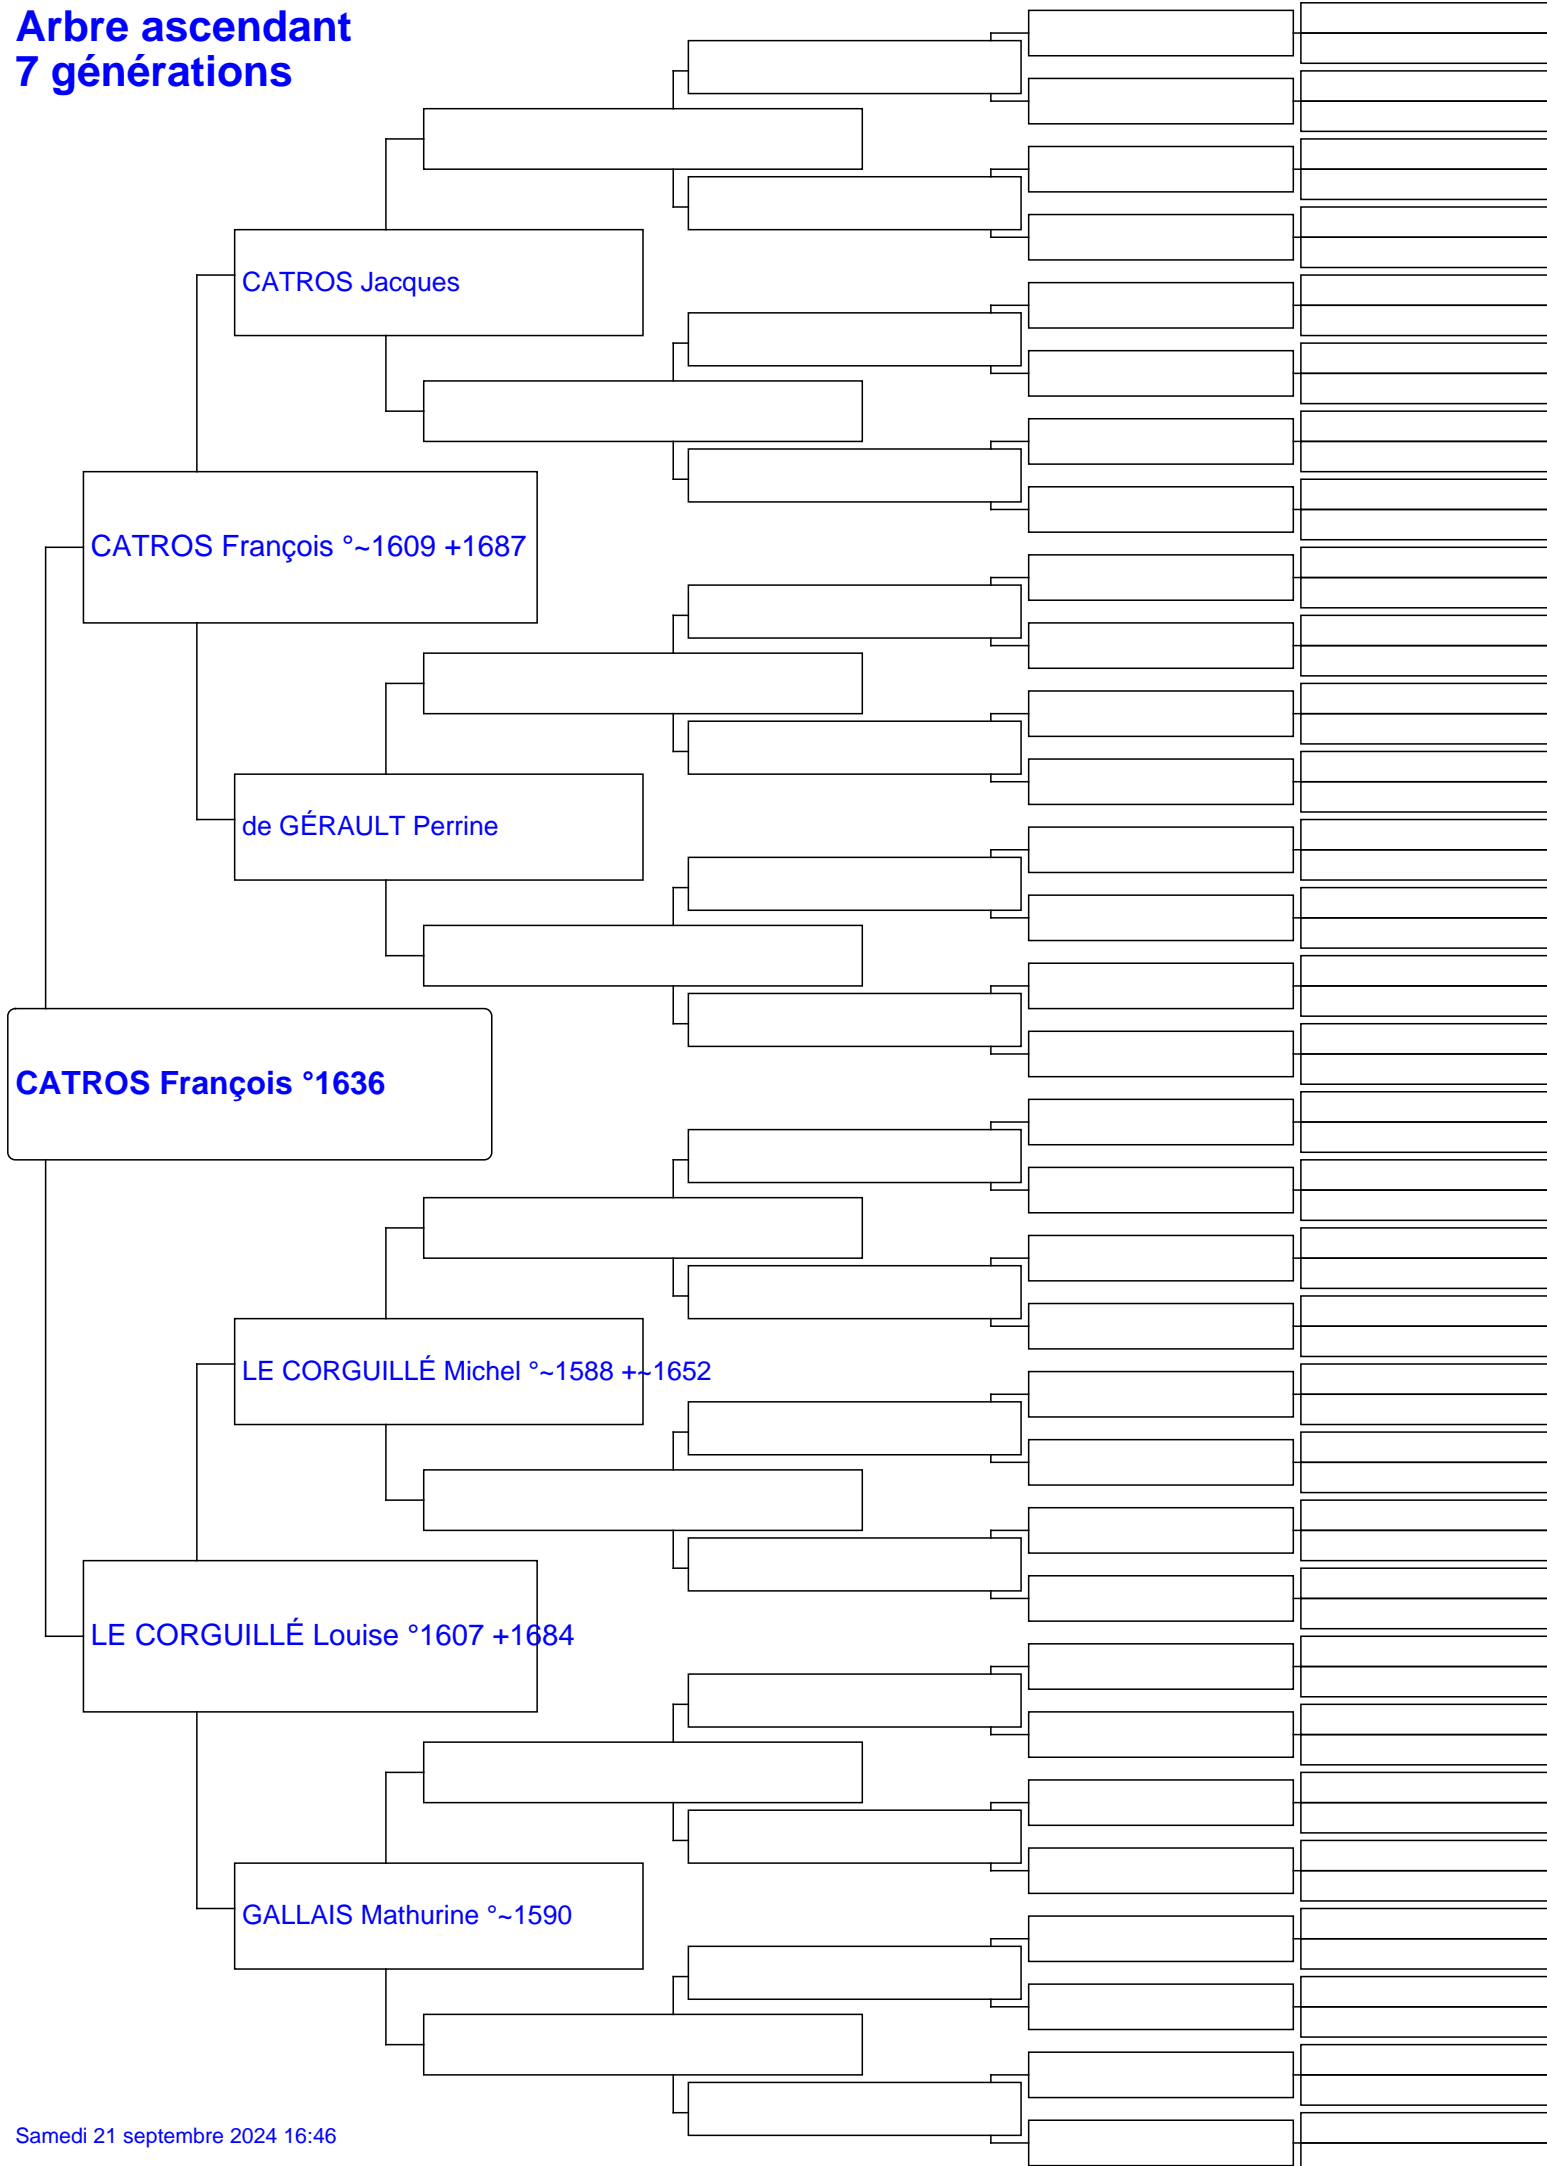 Arbre ascendant
7 générations
CATROS Jacques
CATROS François °~1609 +1687
de GÉRAULT Perrine
CATROS François °1636
LE CORGUILLÉ Michel °~1588 +~1652
LE CORGUILLÉ Louise °1607 +1684
GALLAIS Mathurine °~1590
Samedi 21 septembre 2024 16:46